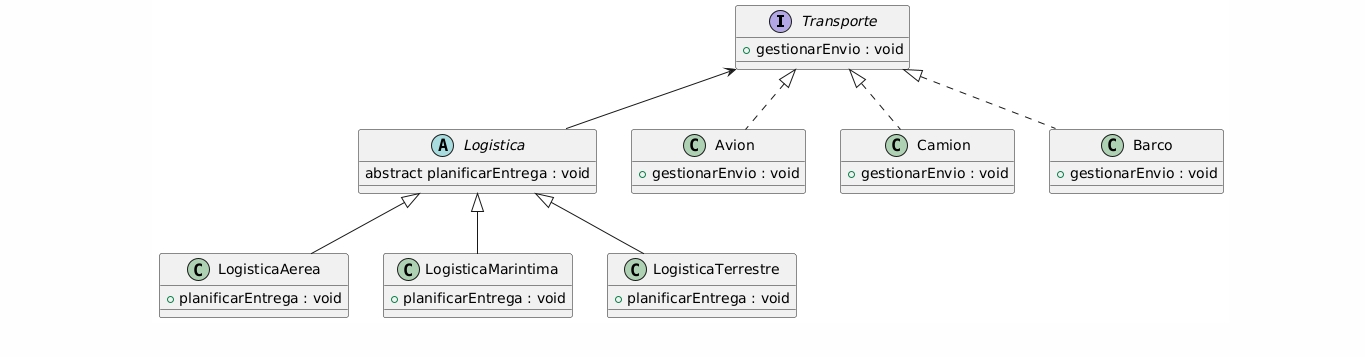 I Transporte
gestionarEnvio : void
A Logistica
abstract planificarEntrega : void
C Avion
gestionarEnvio : void
C Camion
gestionarEnvio : void
C Barco
gestionarEnvio : void
C LogisticaAerea
planificarEntrega : void
C LogisticaMarintima
planificarEntrega : void
C LogisticaTerrestre
planificarEntrega : void